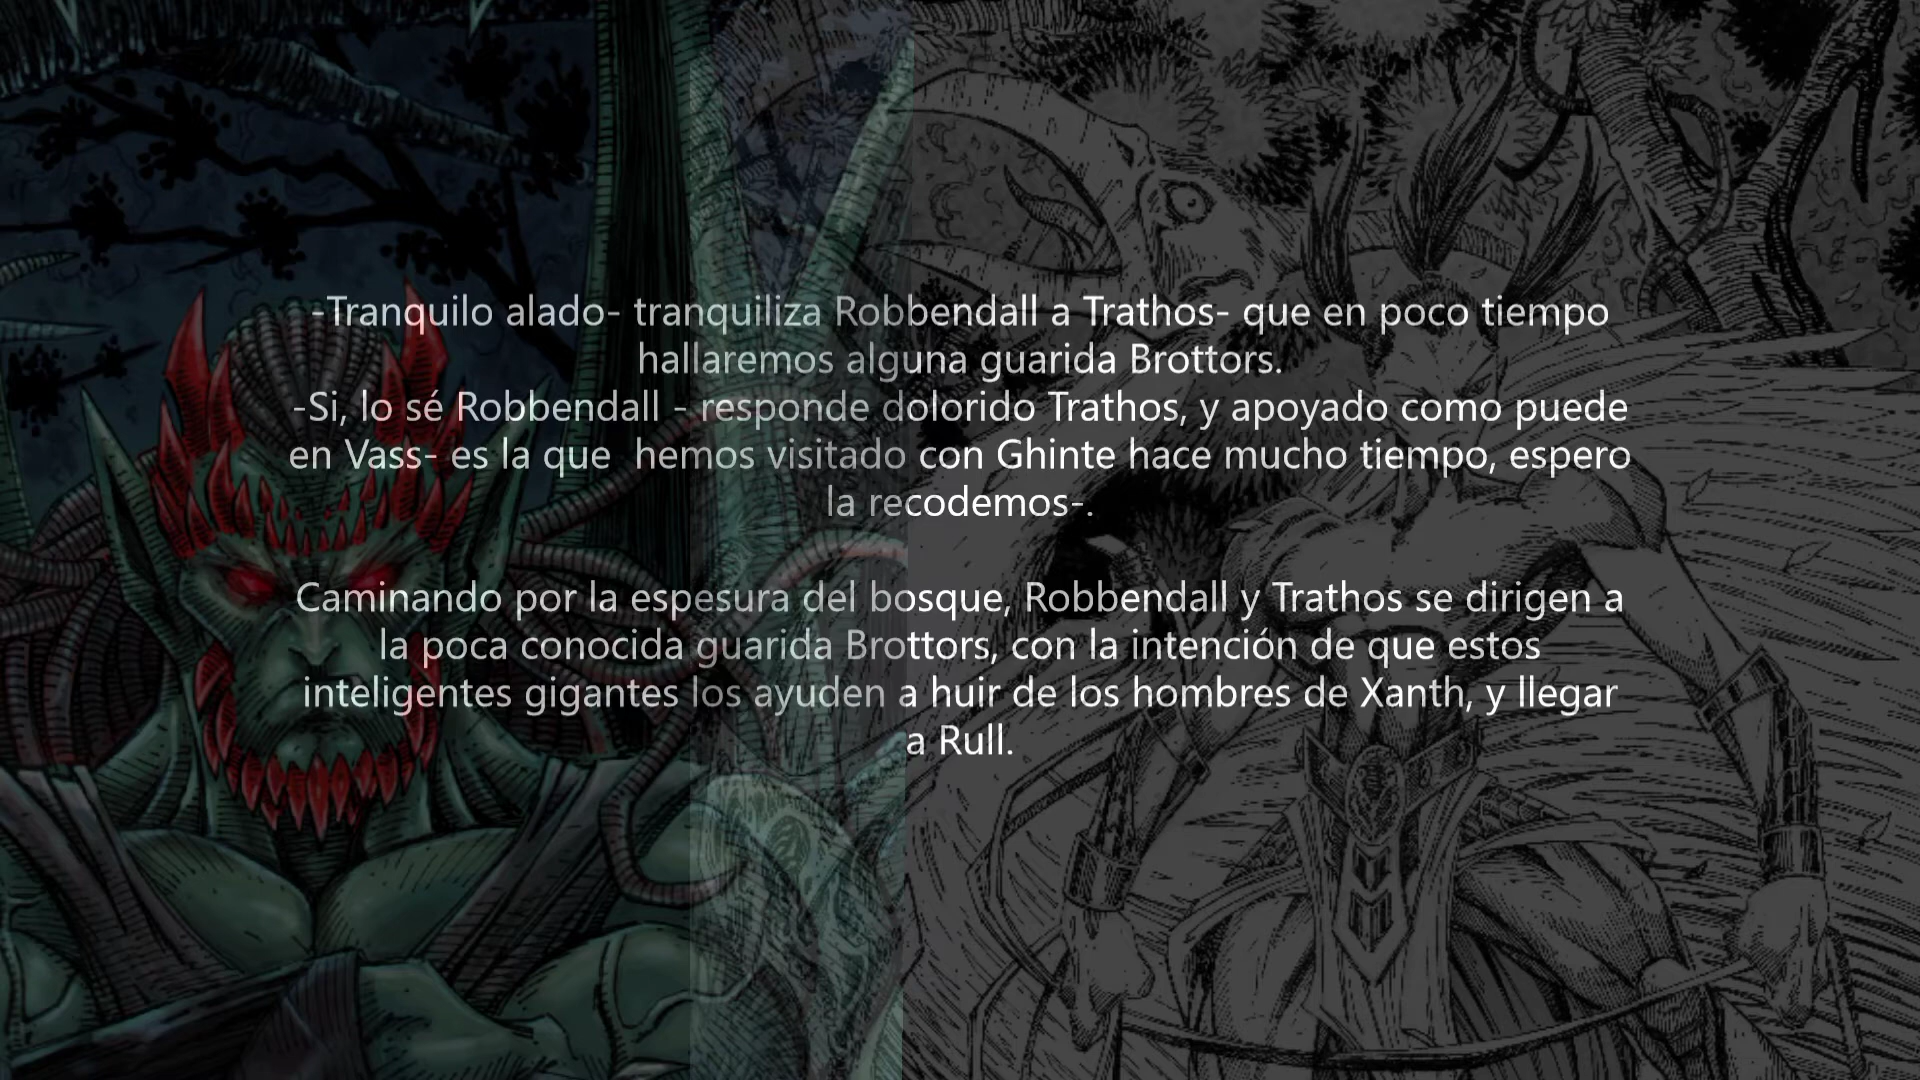 -Tranquilo alado- tranquiliza Robbendall a Trathos- que en poco tiempo
hallaremos alguna guarida Brottors.
-Si, lo sé Robbendall - responde dolorido Trathos, y apoyado como puede
en Vass- es la que  hemos visitado con Ghinte hace mucho tiempo, espero
la recodemos-.
Caminando por la espesura del bosque, Robbendall y Trathos se dirigen a
la poca conocida guarida Brottors, con la intención de que estos
inteligentes gigantes los ayuden a huir de los hombres de Xanth, y llegar
a Rull.